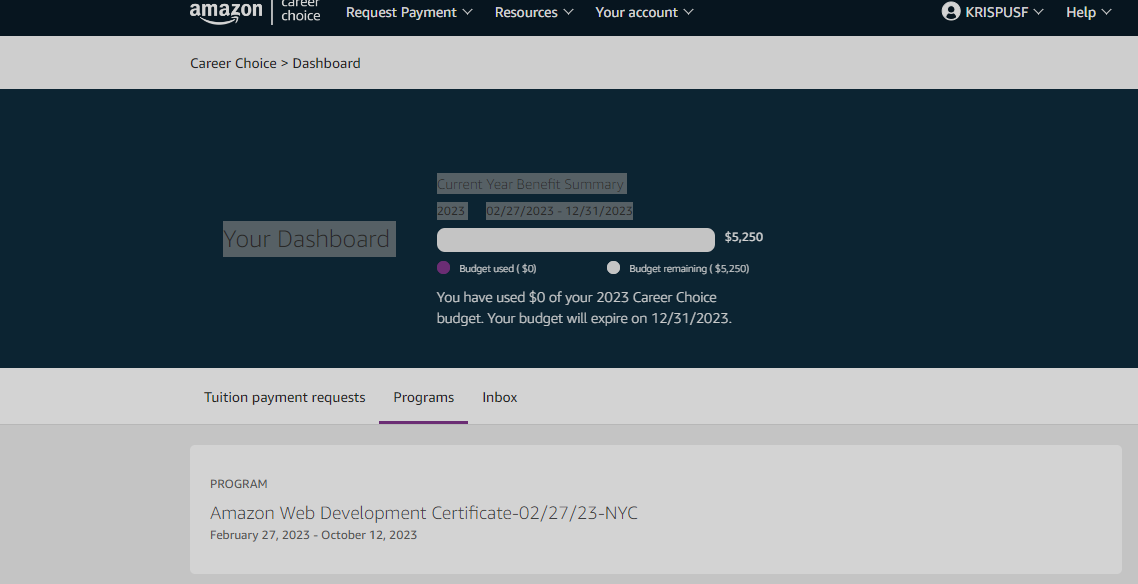 amazon career choice Request Payment Resources Your account KRISPUSF Help
Career Choice > Dashboard
Current Year Benefit Summary
2023 02/27/2023 - 12/31/2023
Your Dashboard
$5,250
Budget used ( $0) Budget remaining ( $5,250)
You have used $0 of your 2023 Career Choice
budget. Your budget will expire on 12/31/2023.
Tuition payment requests Programs Inbox
PROGRAM
Amazon Web Development Certificate-02/27/23-NYC
February 27, 2023 - October 12, 2023